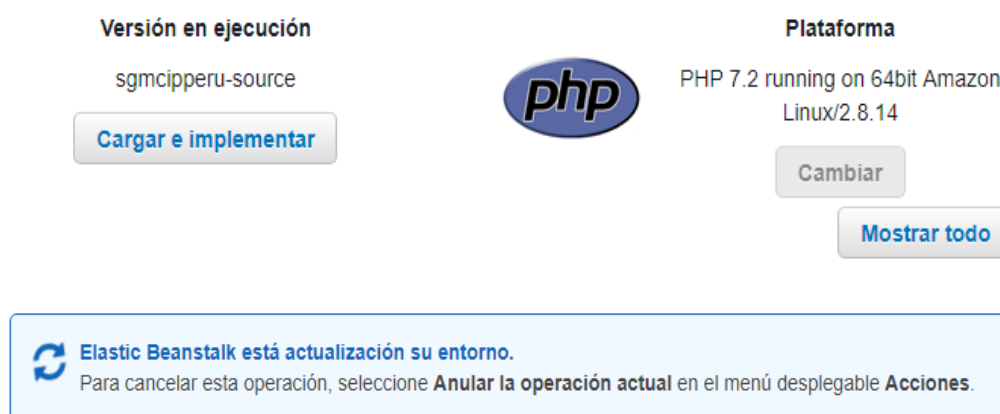 Versión en ejecución
sgmcipperu-source
Cargar e implementar
php
Plataforma
PHP 7.2 running on 64bit Amazon
Linux/2.8.14
Cambiar
Mostrar todo
Elastic Beanstalk está actualización su entorno.
Para cancelar esta operación, seleccione Anular la operación actual en el menú desplegable Acciones.